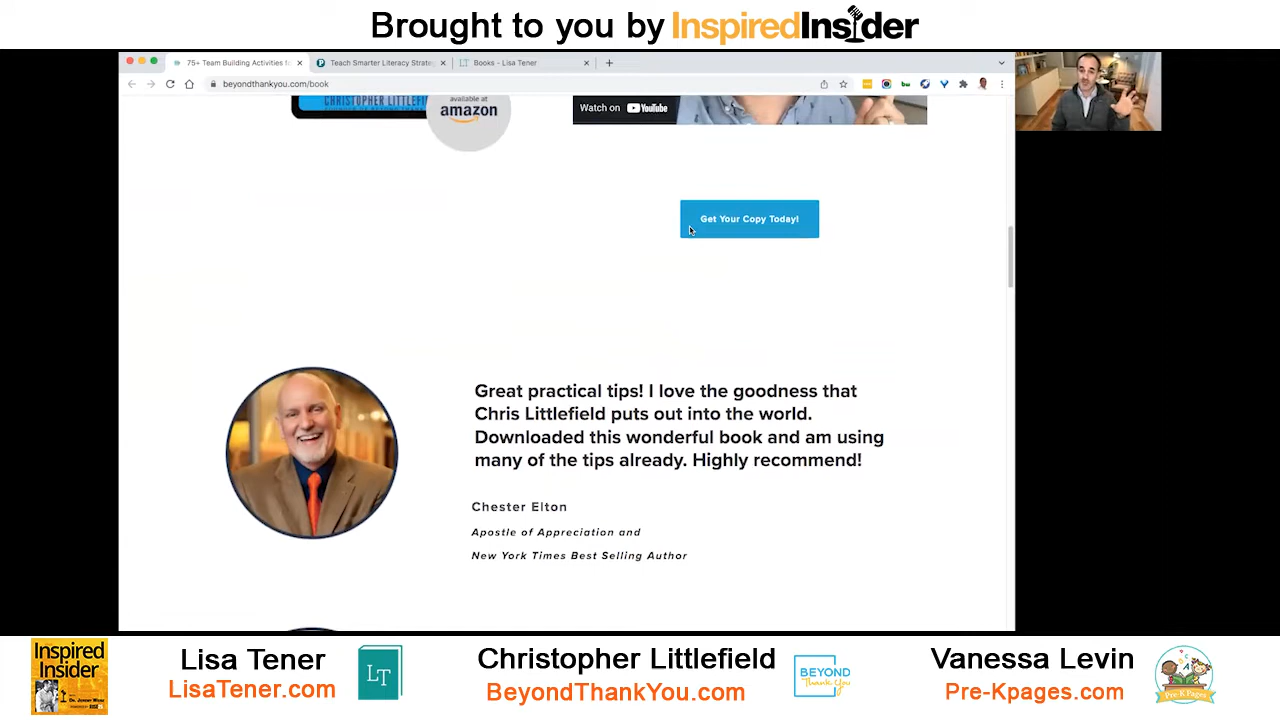 Brought to you by InspiredInsider
75+ Team Building Activities fo
Teach Smarter Literacy Strate
Books - Lisa Tener
beyondthankyou.com/book
CHRISTOPHER LITTLEFI
available at
amazon
Watch on YouTube
Get Your Copy Today!
Great practical tips! I love the goodness that
Chris Littlefield puts out into the world.
Downloaded this wonderful book and am using
many of the tips already. Highly recommend!
Chester Elton
Apostle of Appreciation and
New York Times Best Selling Author
Inspired
Insider
Lisa Tener
LisaTener.com
LT
Christopher Littlefield
BeyondThankYou.com
BEYOND
Thank You
Vanessa Levin
Pre-Kpages.com
Pre K Pages